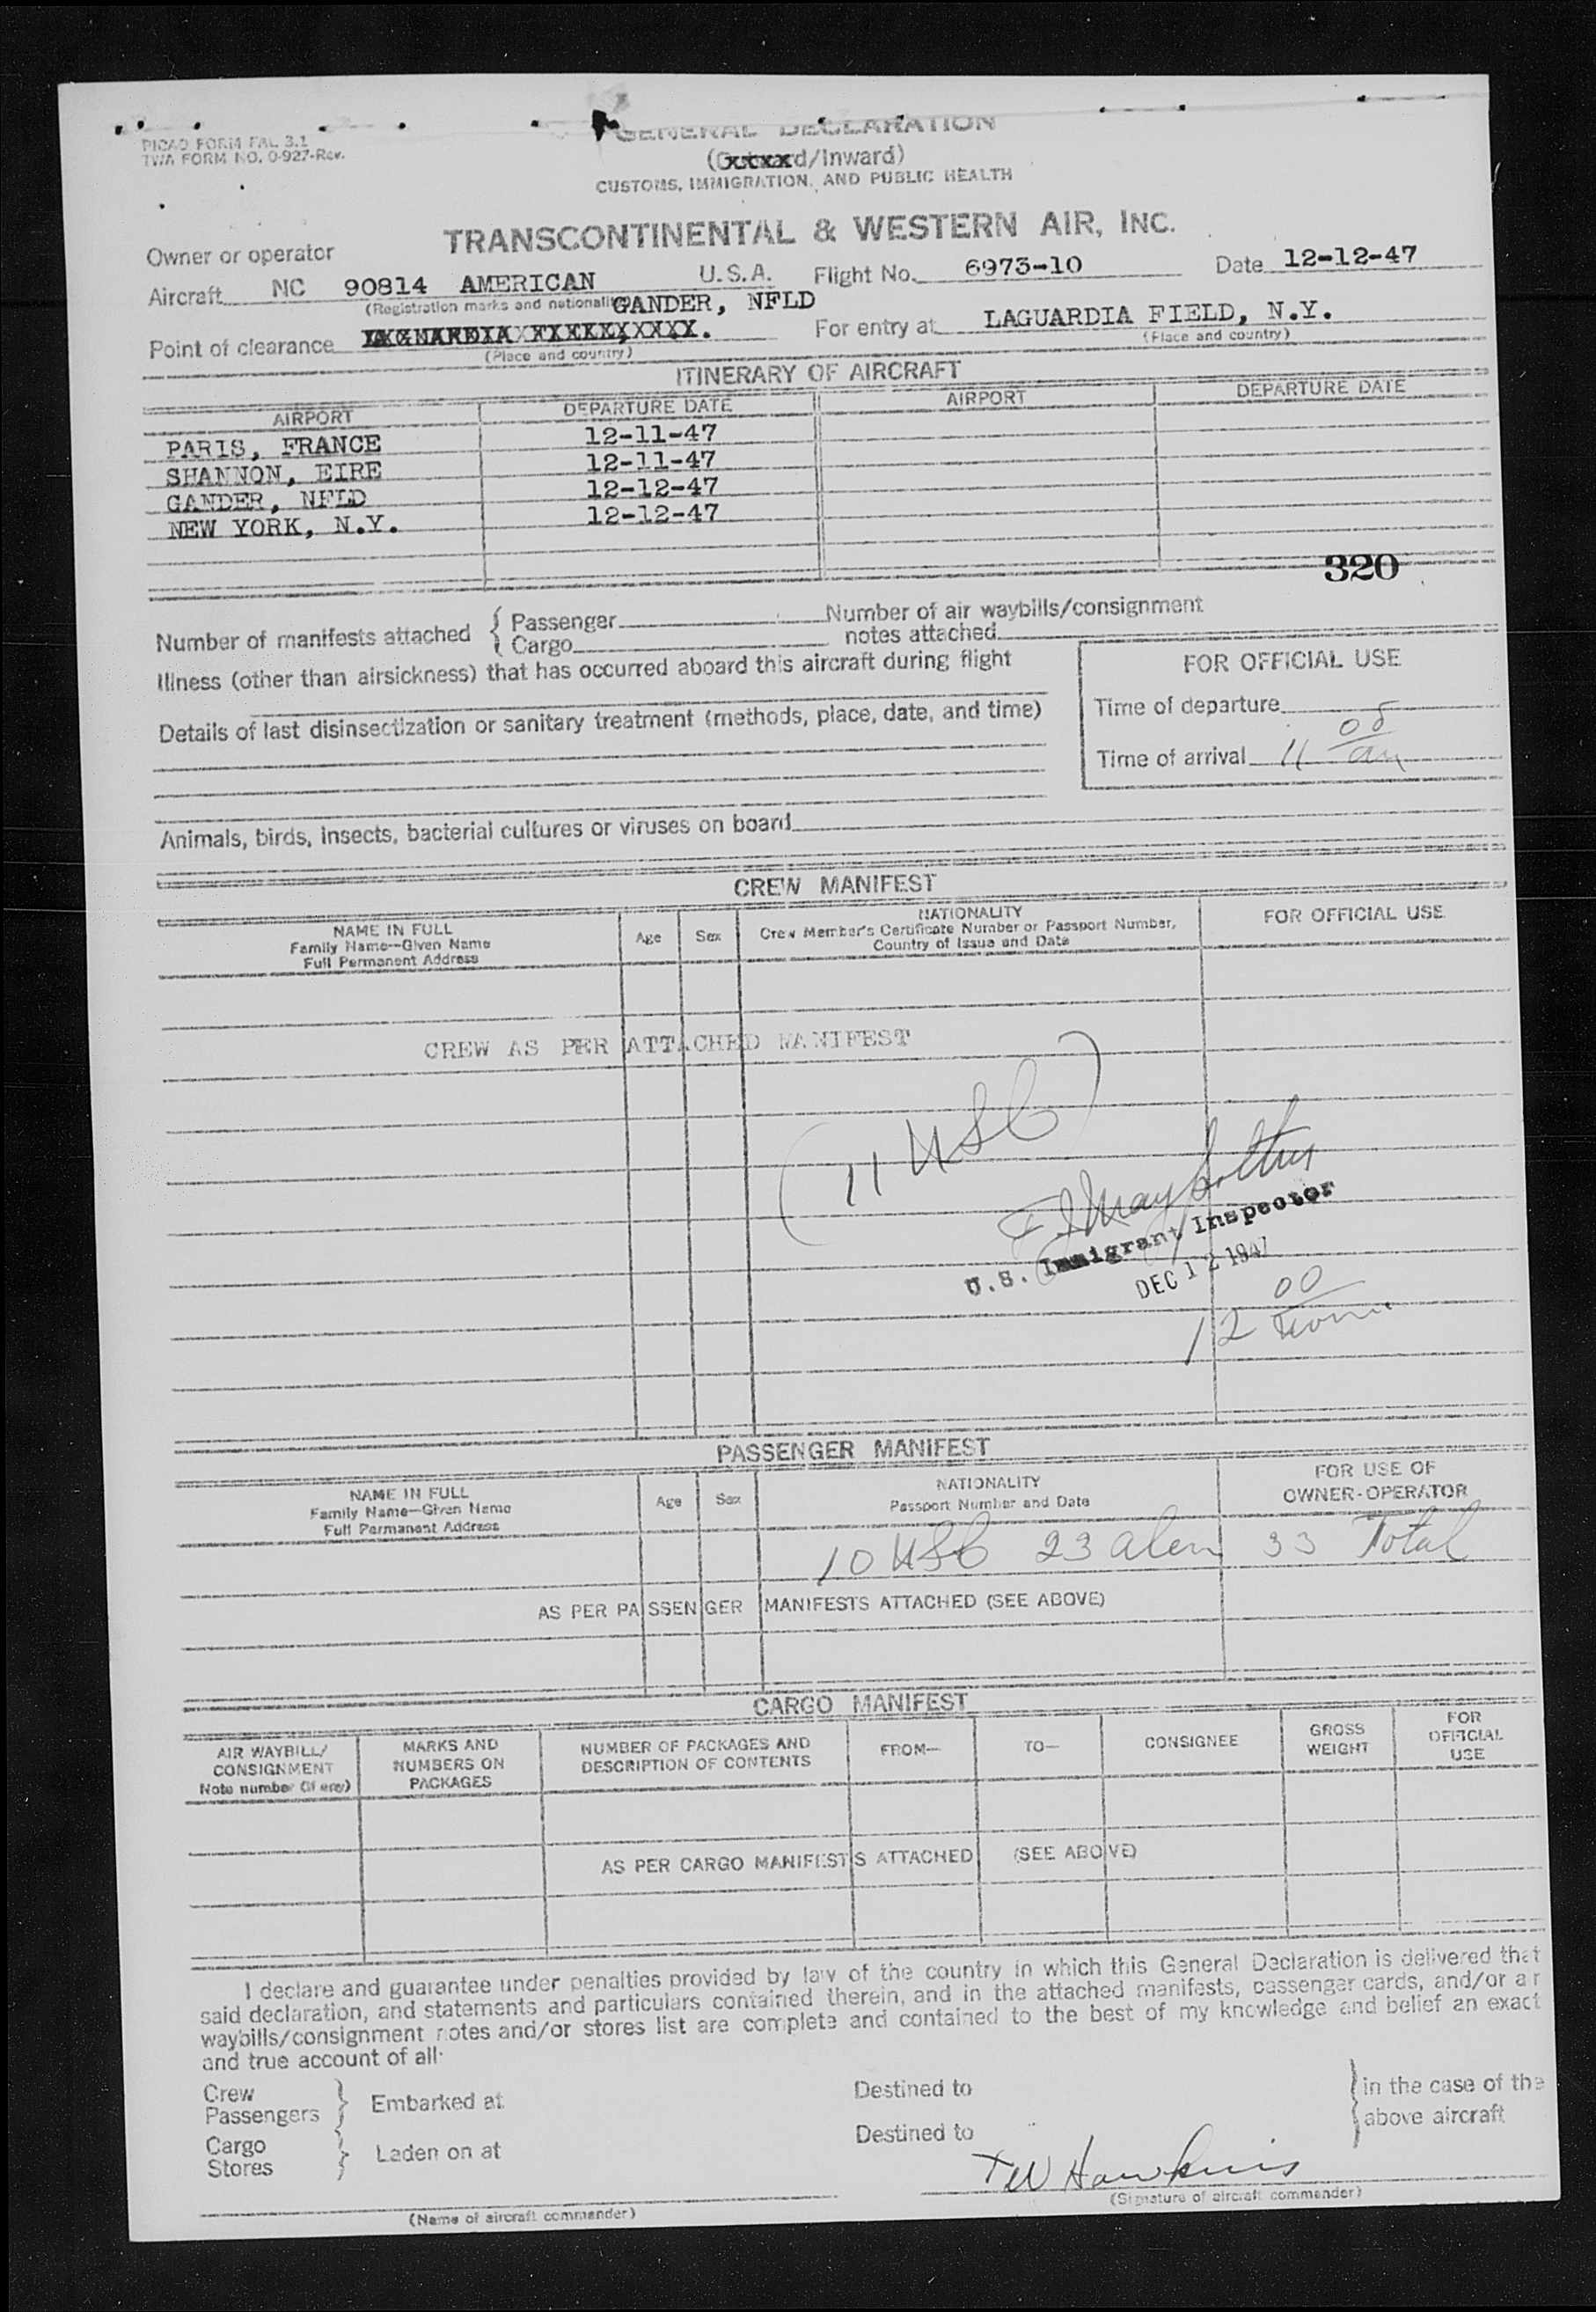 PICAO FORM FAL 3.1
TWA FORM NO. 0-927-Rev.
GENERAL DECLARATION
(xxxxd/Inward)
CUSTOMS, IMMIGRATION, AND PUBLIC HEALTH
Owner or operator TRANSCONTINENTAL & WESTERN AIR, INC.
Aircraft NC 90814 AMERICAN U.S.A. Flight No. 6973-10 Date 12-12-47
(Registration marks and nationality)
GANDER, NFLD
Point of clearance For entry at LAGUARDIA FIELD, N.Y.
(Place and country) (Place and country)
ITINERARY OF AIRCRAFT
AIRPORT DEPARTURE DATE AIRPORT DEPARTURE DATE
PARIS, FRANCE 12-11-47
SHANNON, EIRE 12-11-47
GANDER, NFLD 12-12-47
NEW YORK, N.Y. 12-12-47
320
Number of manifests attached { Passenger Number of air waybills/consignment
Cargo notes attached
Illness (other than airsickness) that has occurred aboard this aircraft during flight
FOR OFFICIAL USE
Time of departure
Details of last disinsectization or sanitary treatment (methods, place, date, and time)
Time of arrival 11 05 am
Animals, birds, insects, bacterial cultures or viruses on board
CREW MANIFEST
NAME IN FULL
Family Name--Given Name
Full Permanent Address
Age Sex
NATIONALITY
Crew Member's Certificate Number or Passport Number,
Country of Issue and Date
FOR OFFICIAL USE
CREW AS PER ATTACHED MANIFEST
(11 USC)
U.S. Immigrant Inspector
DEC 12 1947
12 00 noon
PASSENGER MANIFEST
NAME IN FULL
Family Name--Given Name
Full Permanent Address
Age Sex
NATIONALITY
Passport Number and Date
FOR USE OF
OWNER-OPERATOR
10 USC 23 alien 33 Total
AS PER PASSENGER MANIFESTS ATTACHED (SEE ABOVE)
CARGO MANIFEST
AIR WAYBILL/
CONSIGNMENT
Note number (if any)
MARKS AND
NUMBERS ON
PACKAGES
NUMBER OF PACKAGES AND
DESCRIPTION OF CONTENTS
FROM—
TO—
CONSIGNEE
GROSS
WEIGHT
FOR
OFFICIAL
USE
AS PER CARGO MANIFESTS ATTACHED (SEE ABOVE)
I declare and guarantee under penalties provided by law of the country in which this General Declaration is delivered that
said declaration, and statements and particulars contained therein, and in the attached manifests, passenger cards, and/or air
waybills/consignment notes and/or stores list are complete and contained to the best of my knowledge and belief an exact
and true account of all.
Crew
Passengers } Embarked at Destined to } in the case of the
above aircraft
Cargo
Stores } Laden on at Destined to
TW Hawkins
(Name of aircraft commander) (Signature of aircraft commander)